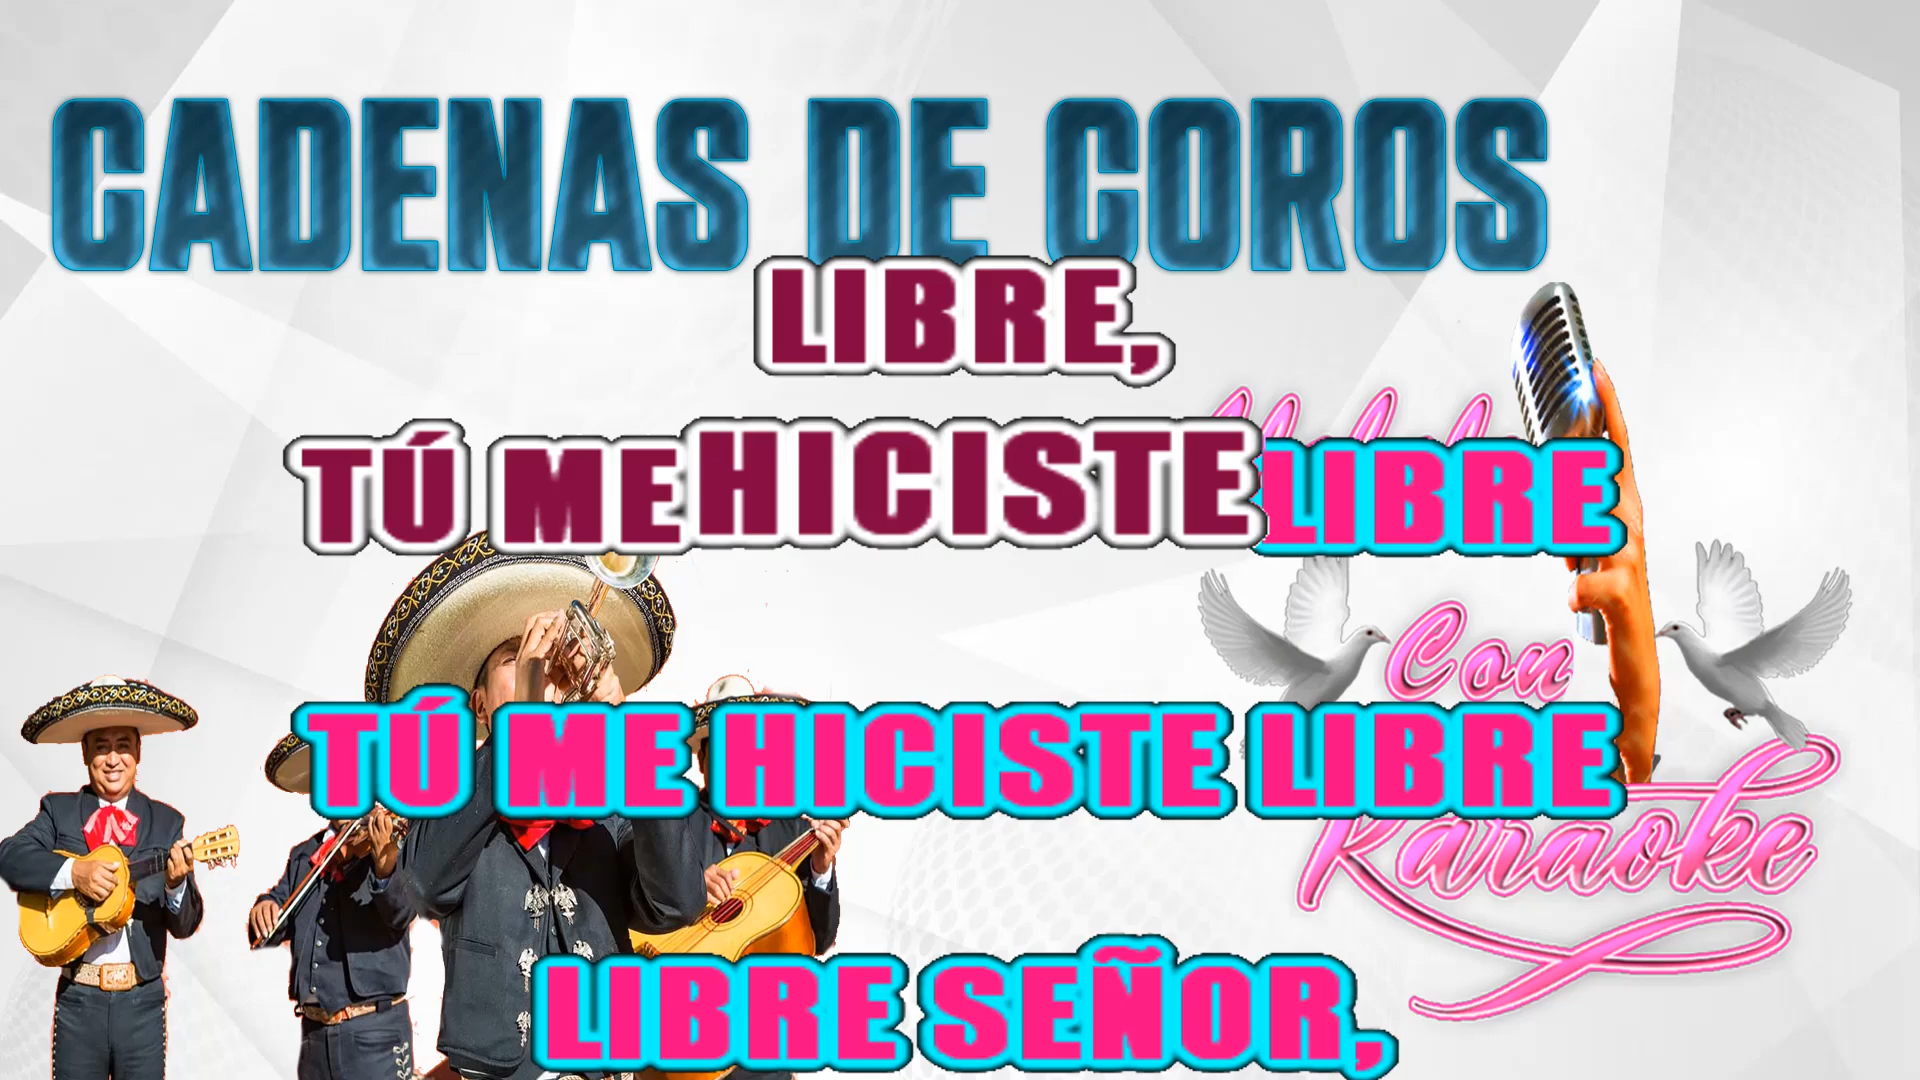 CADENAS DE COROS
LIBRE,
TÚ ME HICISTE LIBRE
Con
TÚ ME HICISTE LIBRE
Karaoke
LIBRE SEÑOR,